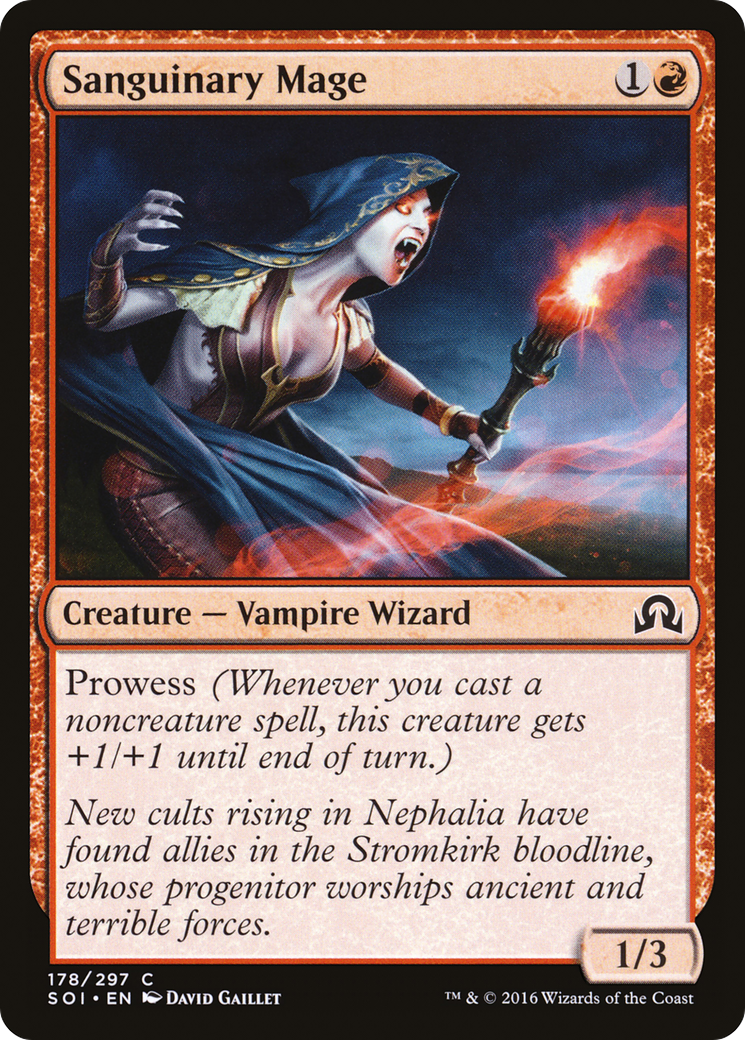 Sanguinary Mage 1
Creature — Vampire Wizard
Prowess (Whenever you cast a
noncreature spell, this creature gets
+1/+1 until end of turn.)
New cults rising in Nephalia have
found allies in the Stromkirk bloodline,
whose progenitor worships ancient and
terrible forces.
1/3
178/297 C
SOI • EN DAVID GAILLET
™ & © 2016 Wizards of the Coast